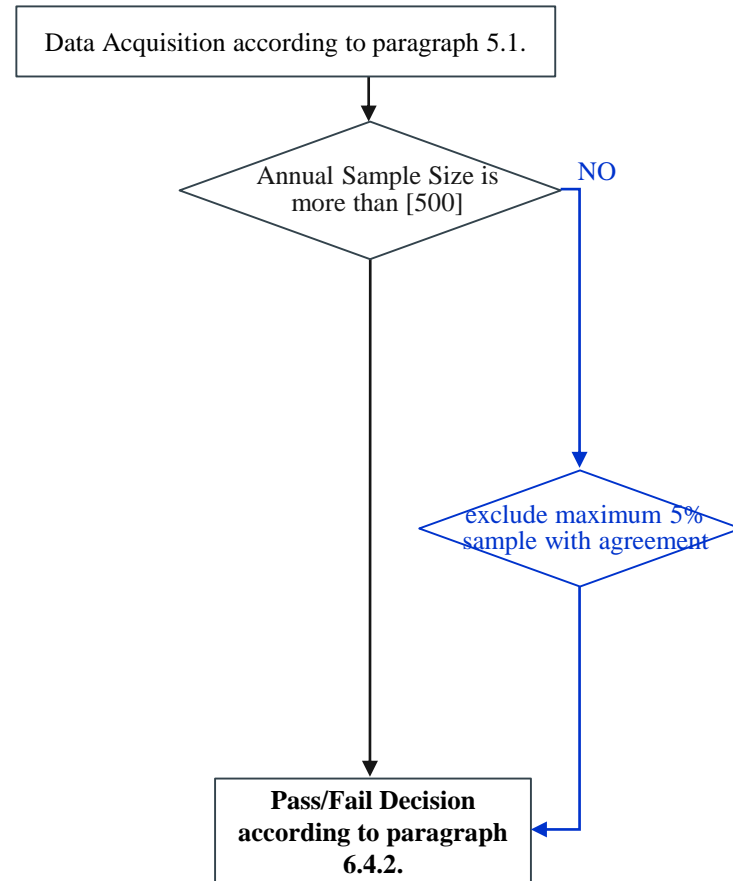 Data Acquisition according to paragraph 5.1.
Annual Sample Size is
more than [500]
NO
exclude maximum 5%
sample with agreement
Pass/Fail Decision
according to paragraph
6.4.2.